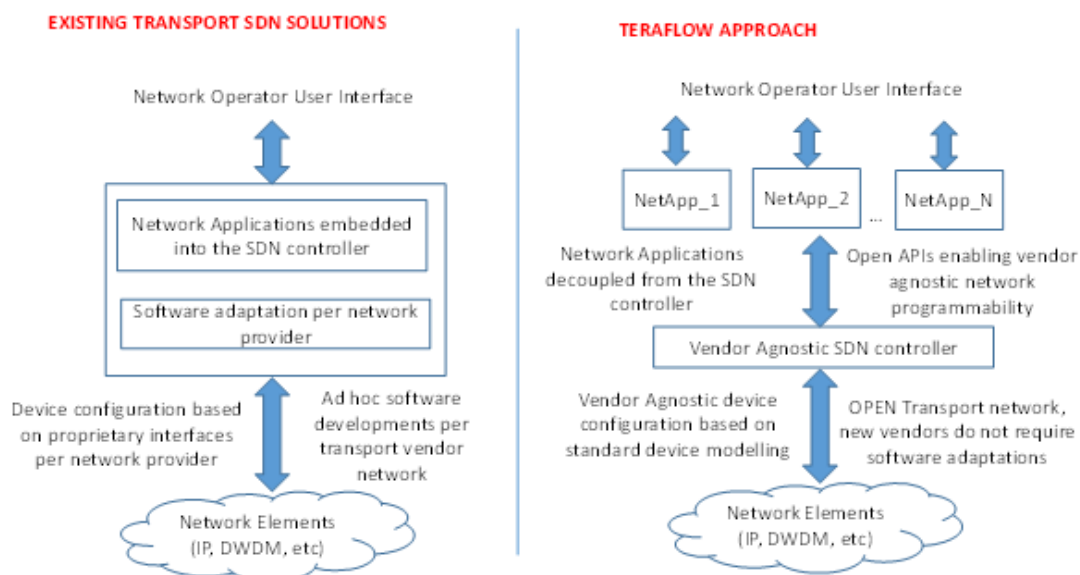 EXISTING TRANSPORT SDN SOLUTIONS
Network Operator User Interface
Network Applications embedded
into the SDN controller
Software adaptation per network
provider
Device configuration based
on proprietary interfaces
per network provider
Ad hoc software
developments per
transport vendor
network
Network Elements
(IP, DWDM, etc)
TERAFLOW APPROACH
Network Operator User Interface
NetApp_1
NetApp_2
...
NetApp_N
Network Applications
decoupled from the SDN
controller
Open APIs enabling vendor
agnostic network
programmability
Vendor Agnostic SDN controller
Vendor Agnostic device
configuration based on
standard device modelling
OPEN Transport network,
new vendors do not require
software adaptations
Network Elements
(IP, DWDM, etc)